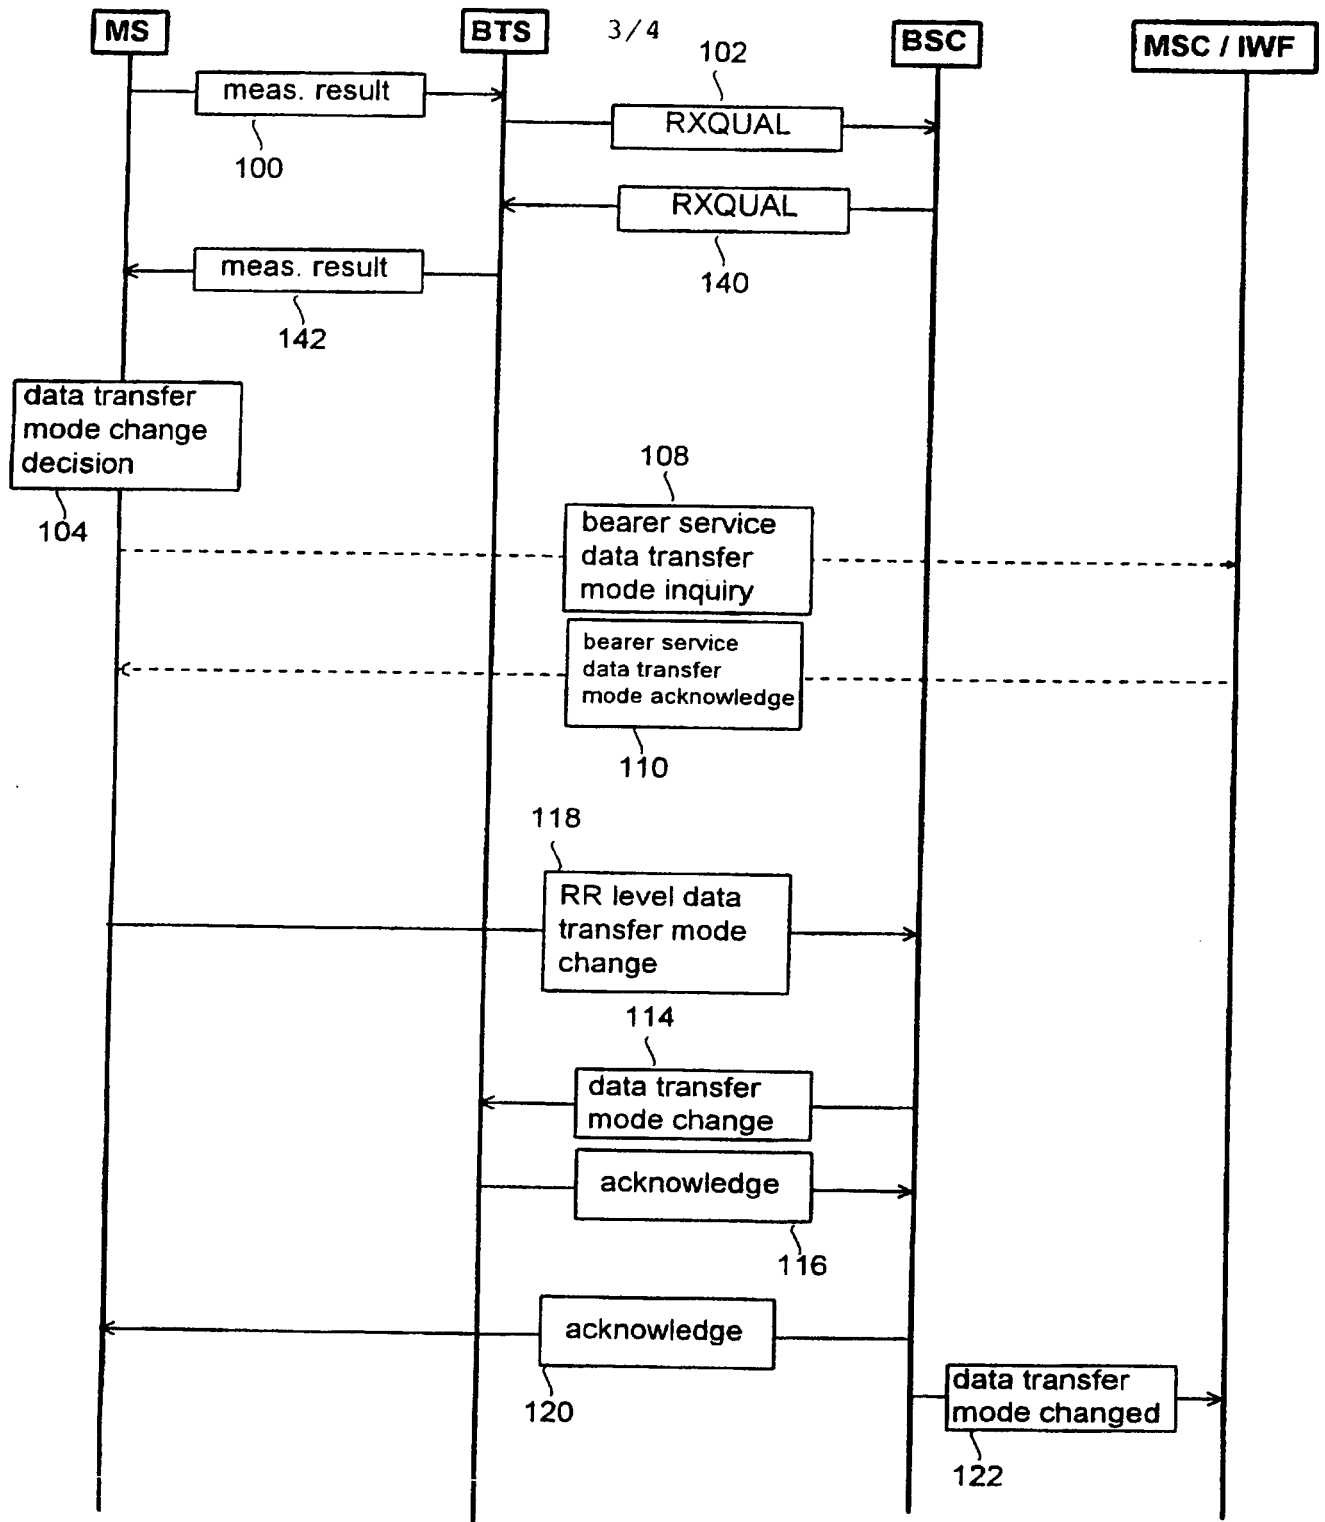 MS
BTS
3/4
BSC
MSC / IWF
102
meas. result
RXQUAL
100
RXQUAL
meas. result
140
142
data transfer
mode change
decision
104
108
bearer service
data transfer
mode inquiry
bearer service
data transfer
mode acknowledge
110
118
RR level data
transfer mode
change
114
data transfer
mode change
acknowledge
116
acknowledge
120
data transfer
mode changed
122